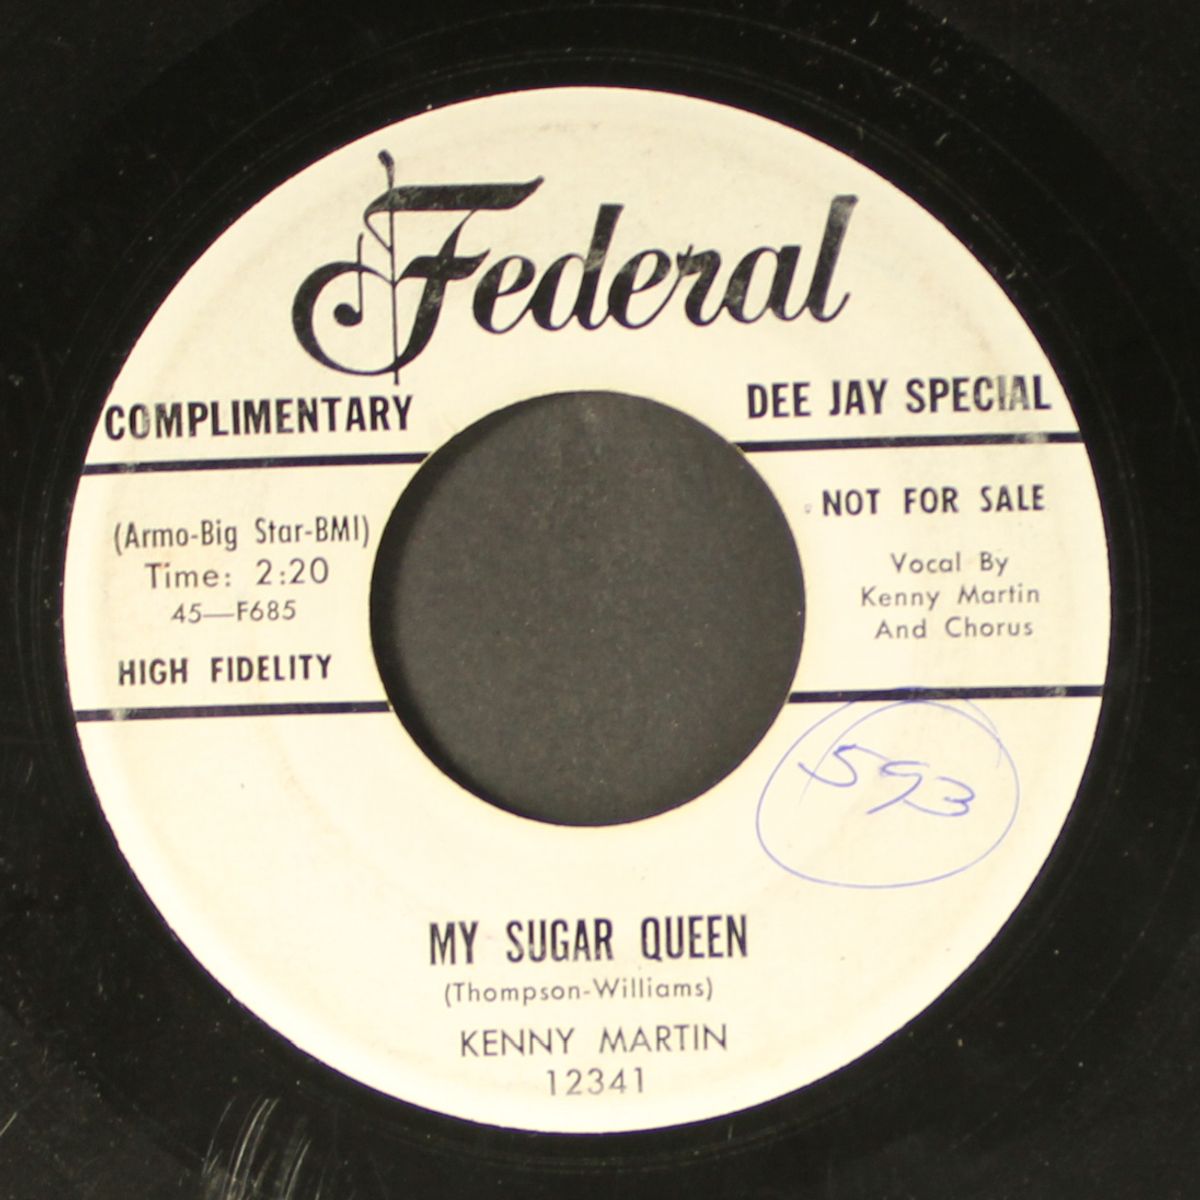 Federal
COMPLIMENTARY
DEE JAY SPECIAL
(Armo-Big Star-BMI)
Time: 2:20
45—F685
HIGH FIDELITY
NOT FOR SALE
Vocal By
Kenny Martin
And Chorus
593
MY SUGAR QUEEN
(Thompson-Williams)
KENNY MARTIN
12341